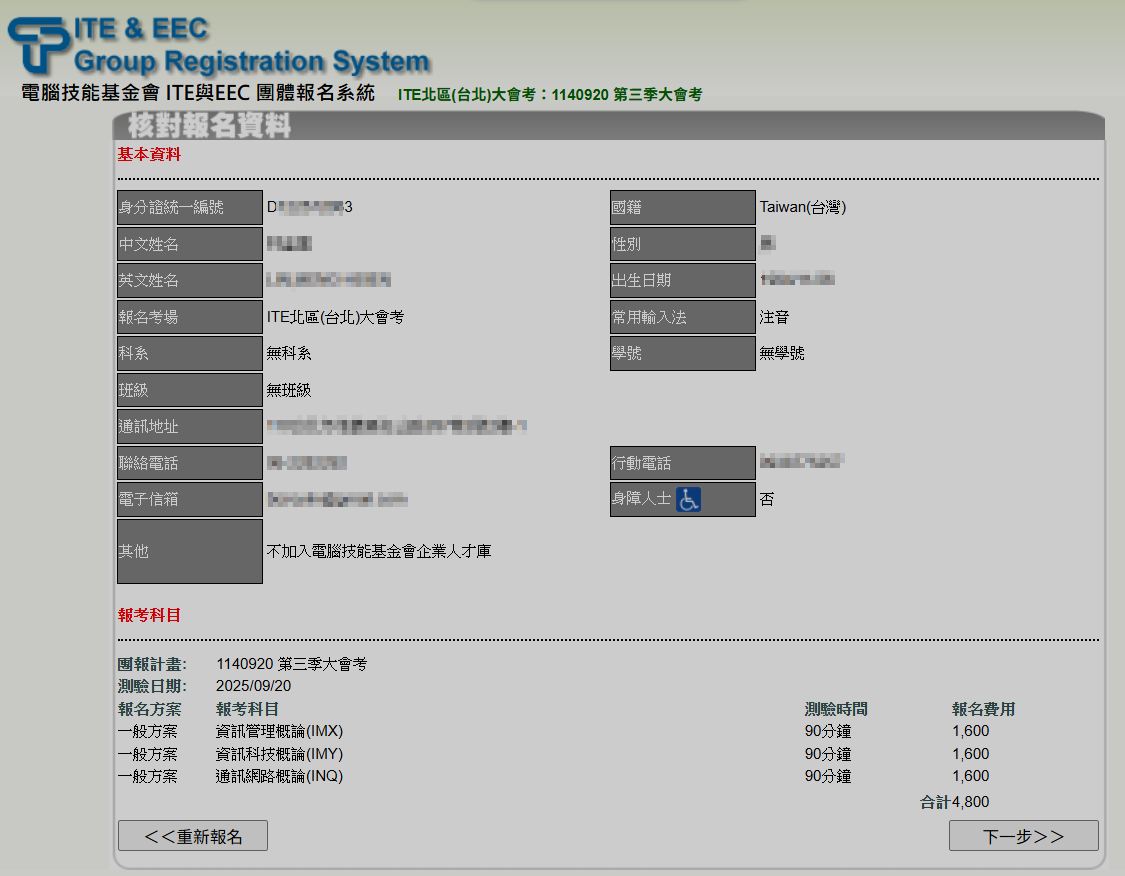 ITE & EEC
Group Registration System
電腦技能基金會 ITE與EEC 團體報名系統 ITE北區(台北)大會考：1140920 第三季大會考
核對報名資料
基本資料
身分證統一編號 D 3 國籍 Taiwan(台灣)
中文姓名 性別
英文姓名 出生日期
報名考場 ITE北區(台北)大會考 常用輸入法 注音
科系 無科系 學號 無學號
班級 無班級
通訊地址
聯絡電話 行動電話
電子信箱 身障人士 否
其他 不加入電腦技能基金會企業人才庫
報考科目
團報計畫: 1140920 第三季大會考
測驗日期: 2025/09/20
報名方案 報考科目 測驗時間 報名費用
一般方案 資訊管理概論(IMX) 90分鐘 1,600
一般方案 資訊科技概論(IMY) 90分鐘 1,600
一般方案 通訊網路概論(INQ) 90分鐘 1,600
合計4,800
<<重新報名 下一步>>